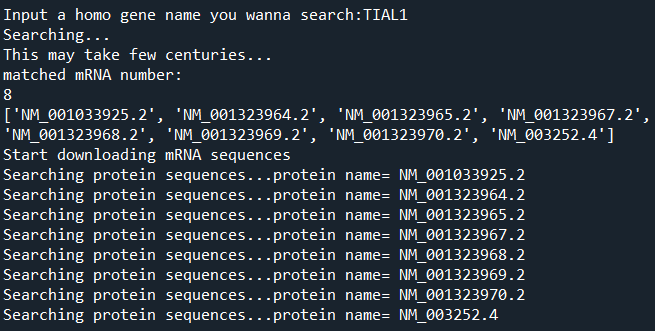 Input a homo gene name you wanna search:TIAL1
Searching...
This may take few centuries...
matched mRNA number:
8
['NM_001033925.2', 'NM_001323964.2', 'NM_001323965.2', 'NM_001323967.2',
'NM_001323968.2', 'NM_001323969.2', 'NM_001323970.2', 'NM_003252.4']
Start downloading mRNA sequences
Searching protein sequences...protein name= NM_001033925.2
Searching protein sequences...protein name= NM_001323964.2
Searching protein sequences...protein name= NM_001323965.2
Searching protein sequences...protein name= NM_001323967.2
Searching protein sequences...protein name= NM_001323968.2
Searching protein sequences...protein name= NM_001323969.2
Searching protein sequences...protein name= NM_001323970.2
Searching protein sequences...protein name= NM_003252.4